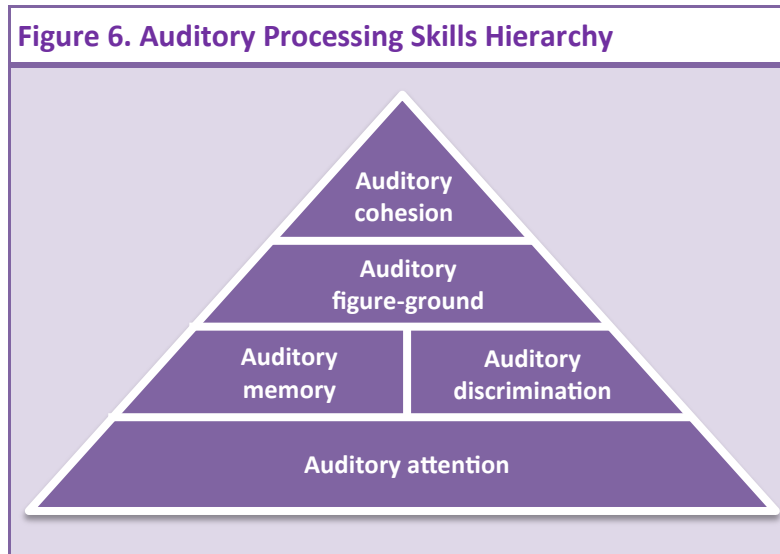 Figure 6. Auditory Processing Skills Hierarchy
Auditory
cohesion
Auditory
figure-ground
Auditory
memory
Auditory
discrimination
Auditory attention